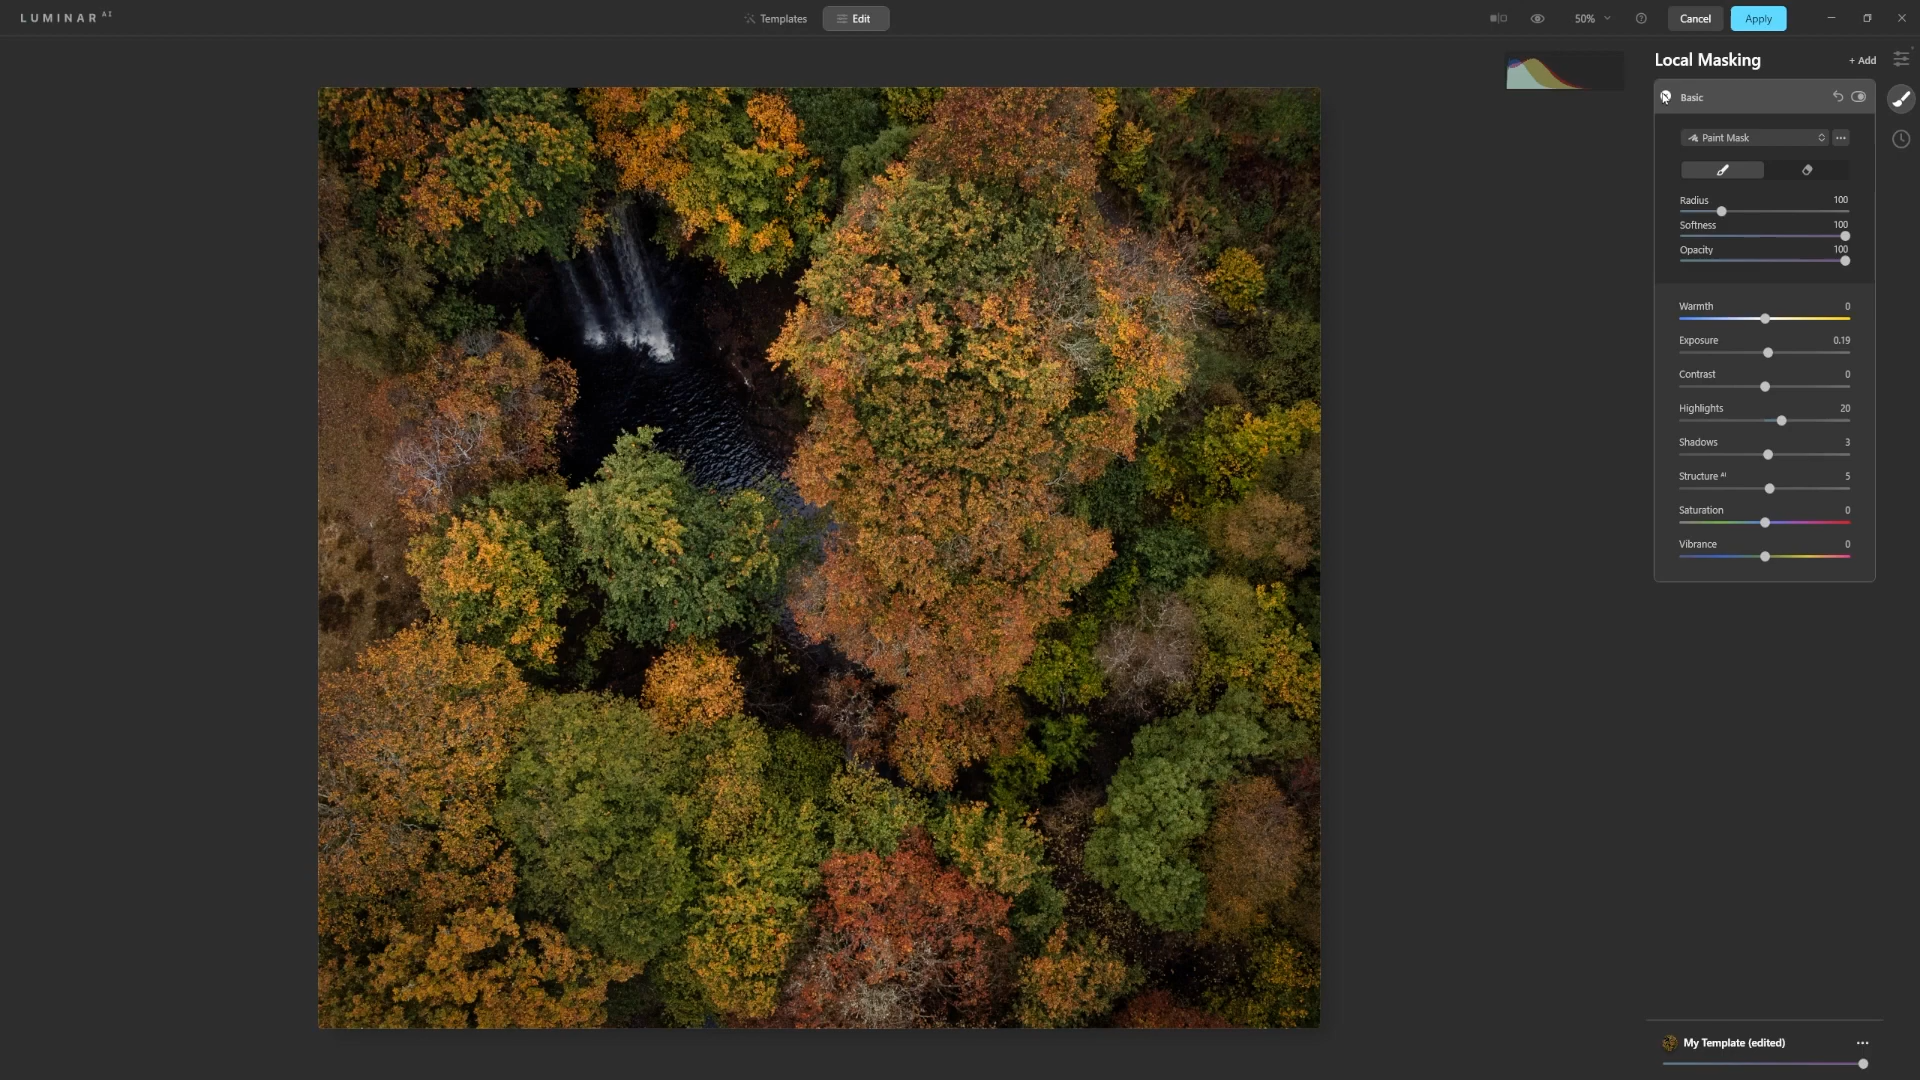 LUMINAR AI
Templates
Edit
50%
Cancel
Apply
Local Masking
+ Add
Basic
Paint Mask
Radius 100
Softness 100
Opacity 100
Warmth 0
Exposure 0.19
Contrast 0
Highlights 20
Shadows 3
Structure AI 5
Saturation 0
Vibrance 0
My Template (edited)